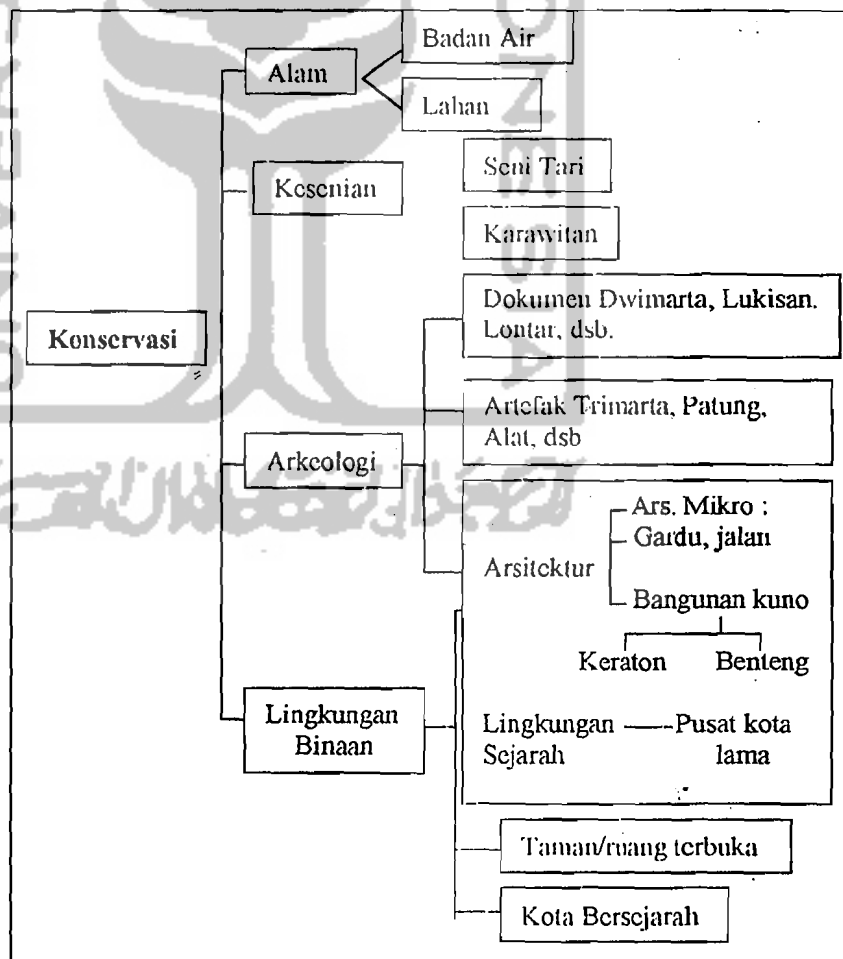 Badan Air
Alam
Lahan
Seni Tari
Kesenian
Karawitan
Dokumen Dwimarta, Lukisan.
Lontar, dsb.
Konservasi
Artefak Trimarta, Patung,
Alat, dsb
Arkeologi
Ars. Mikro :
Gardu, jalan
Arsitektur
Bangunan kuno
Keraton Benteng
Lingkungan
Binaan
Lingkungan Pusat kota
Sejarah lama
Taman/ruang terbuka
Kota Bersejarah